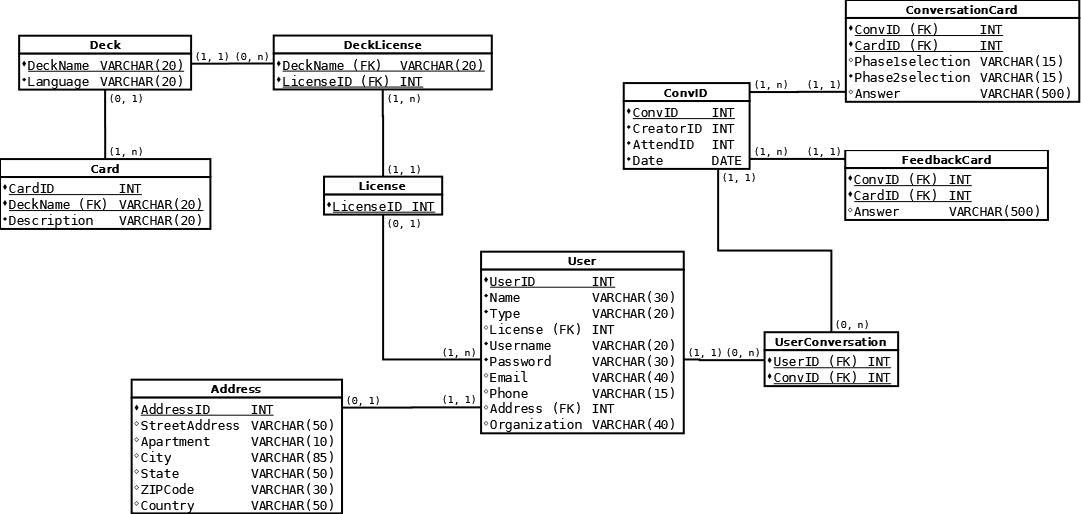 ConversationCard
ConvID (FK) INT
CardID (FK) INT
Phase1selection VARCHAR(15)
Phase2selection VARCHAR(15)
Answer VARCHAR(500)
Deck
DeckName VARCHAR(20)
Language VARCHAR(20)
(1, 1) (0, n)
DeckLicense
DeckName (FK) VARCHAR(20)
LicenseID (FK) INT
(0, 1)
(1, n)
ConvID
ConvID INT
CreatorID INT
AttendID INT
Date DATE
(1, n) (1, 1)
(1, n) (1, 1)
(1, 1)
FeedbackCard
ConvID (FK) INT
CardID (FK) INT
Answer VARCHAR(500)
(1, n)
Card
CardID INT
DeckName (FK) VARCHAR(20)
Description VARCHAR(20)
(1, 1)
License
LicenseID INT
(0, 1)
User
UserID INT
Name VARCHAR(30)
Type VARCHAR(20)
License (FK) INT
Username VARCHAR(20)
Password VARCHAR(30)
Email VARCHAR(40)
Phone VARCHAR(15)
Address (FK) INT
Organization VARCHAR(40)
(1, n)
(1, 1) (0, n)
(0, n)
UserConversation
UserID (FK) INT
ConvID (FK) INT
Address
AddressID INT
StreetAddress VARCHAR(50)
Apartment VARCHAR(10)
City VARCHAR(85)
State VARCHAR(50)
ZIPCode VARCHAR(30)
Country VARCHAR(50)
(0, 1) (1, 1)